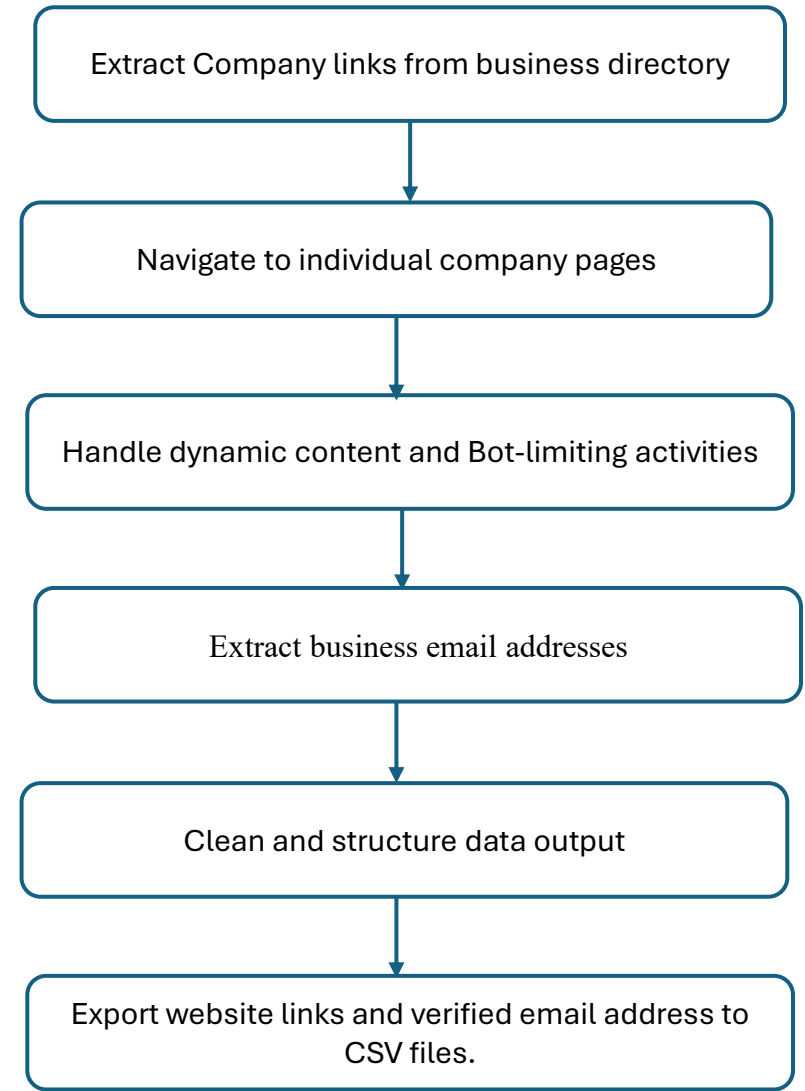 Extract Company links from business directory
Navigate to individual company pages
Handle dynamic content and Bot-limiting activities
Extract business email addresses
Clean and structure data output
Export website links and verified email address to
CSV files.